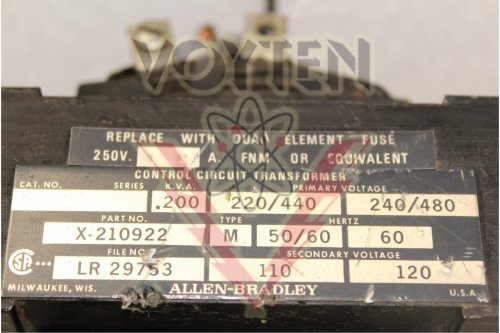 VOYTEN
REPLACE WITH DUAL ELEMENT FUSE
250V. A. FNM OR EQUIVALENT
CONTROL CIRCUIT TRANSFORMER
CAT. NO. SERIES K.V.A. PRIMARY VOLTAGE
.200 220/440 240/480
PART NO. TYPE HERTZ
X-210922 M 50/60 60
FILE NO. SECONDARY VOLTAGE
SA LR 29753 110 120
MILWAUKEE, WIS. ALLEN-BRADLEY U.S.A.